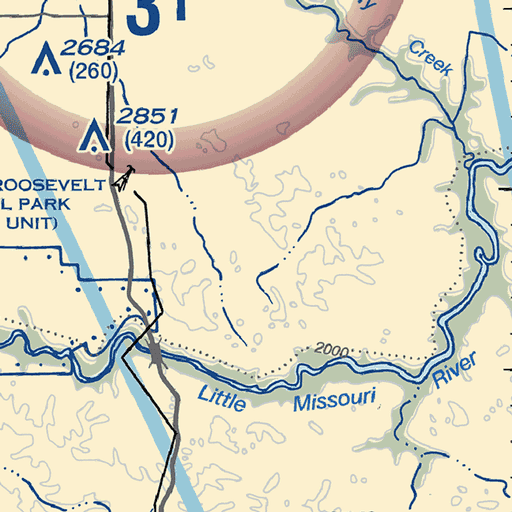 31
2684
(260)
2851
(420)
ROOSEVELT
L PARK
UNIT)
Creek
2000
Little Missouri River